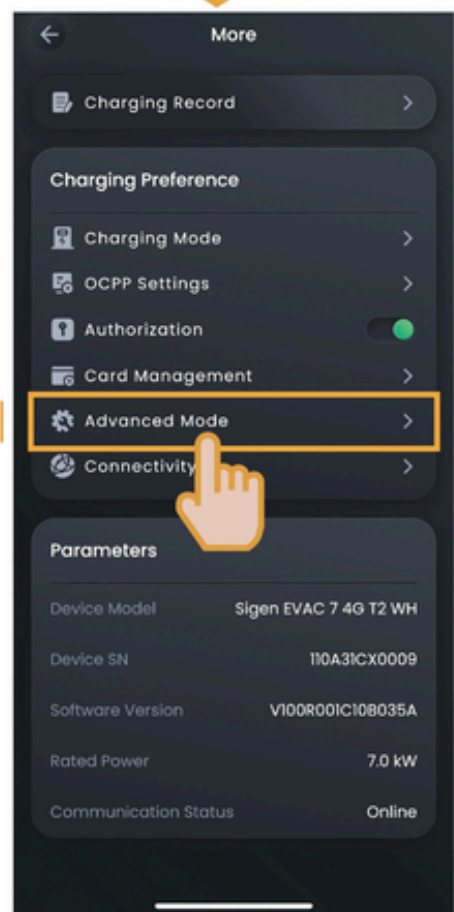 More
Charging Record
Charging Preference
Charging Mode
OCPP Settings
Authorization
Card Management
Advanced Mode
Connectivity
Parameters
Device Model Sigen EVAC 7 4G T2 WH
Device SN 110A31CX0009
Software Version V100R001C10B035A
Rated Power 7.0 kW
Communication Status Online